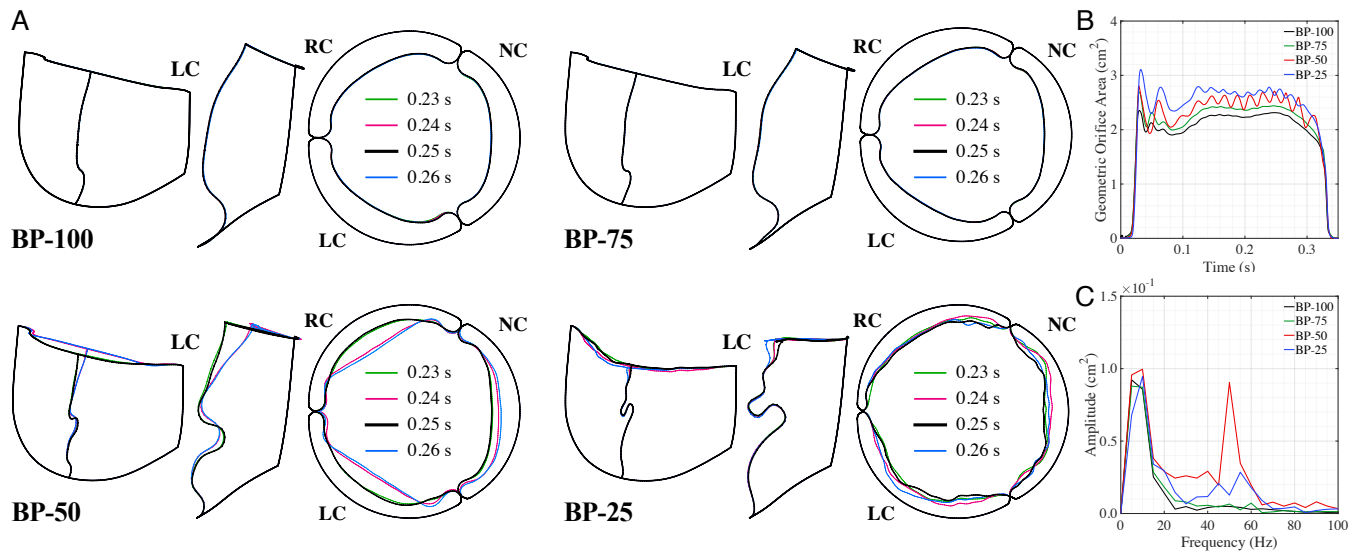 A
LC
RC
NC
0.23 s
0.24 s
0.25 s
0.26 s
LC
BP-100
LC
RC
NC
0.23 s
0.24 s
0.25 s
0.26 s
LC
BP-75
LC
RC
NC
0.23 s
0.24 s
0.25 s
0.26 s
LC
BP-50
LC
RC
NC
0.23 s
0.24 s
0.25 s
0.26 s
LC
BP-25
B
Geometric Orifice Area (cm²)
4
3
2
1
0
0
0.1
0.2
0.3
Time (s)
BP-100
BP-75
BP-50
BP-25
C
×10⁻¹
Amplitude (cm²)
1.5
1.0
0.5
0.0
0
20
40
60
80
100
Frequency (Hz)
BP-100
BP-75
BP-50
BP-25